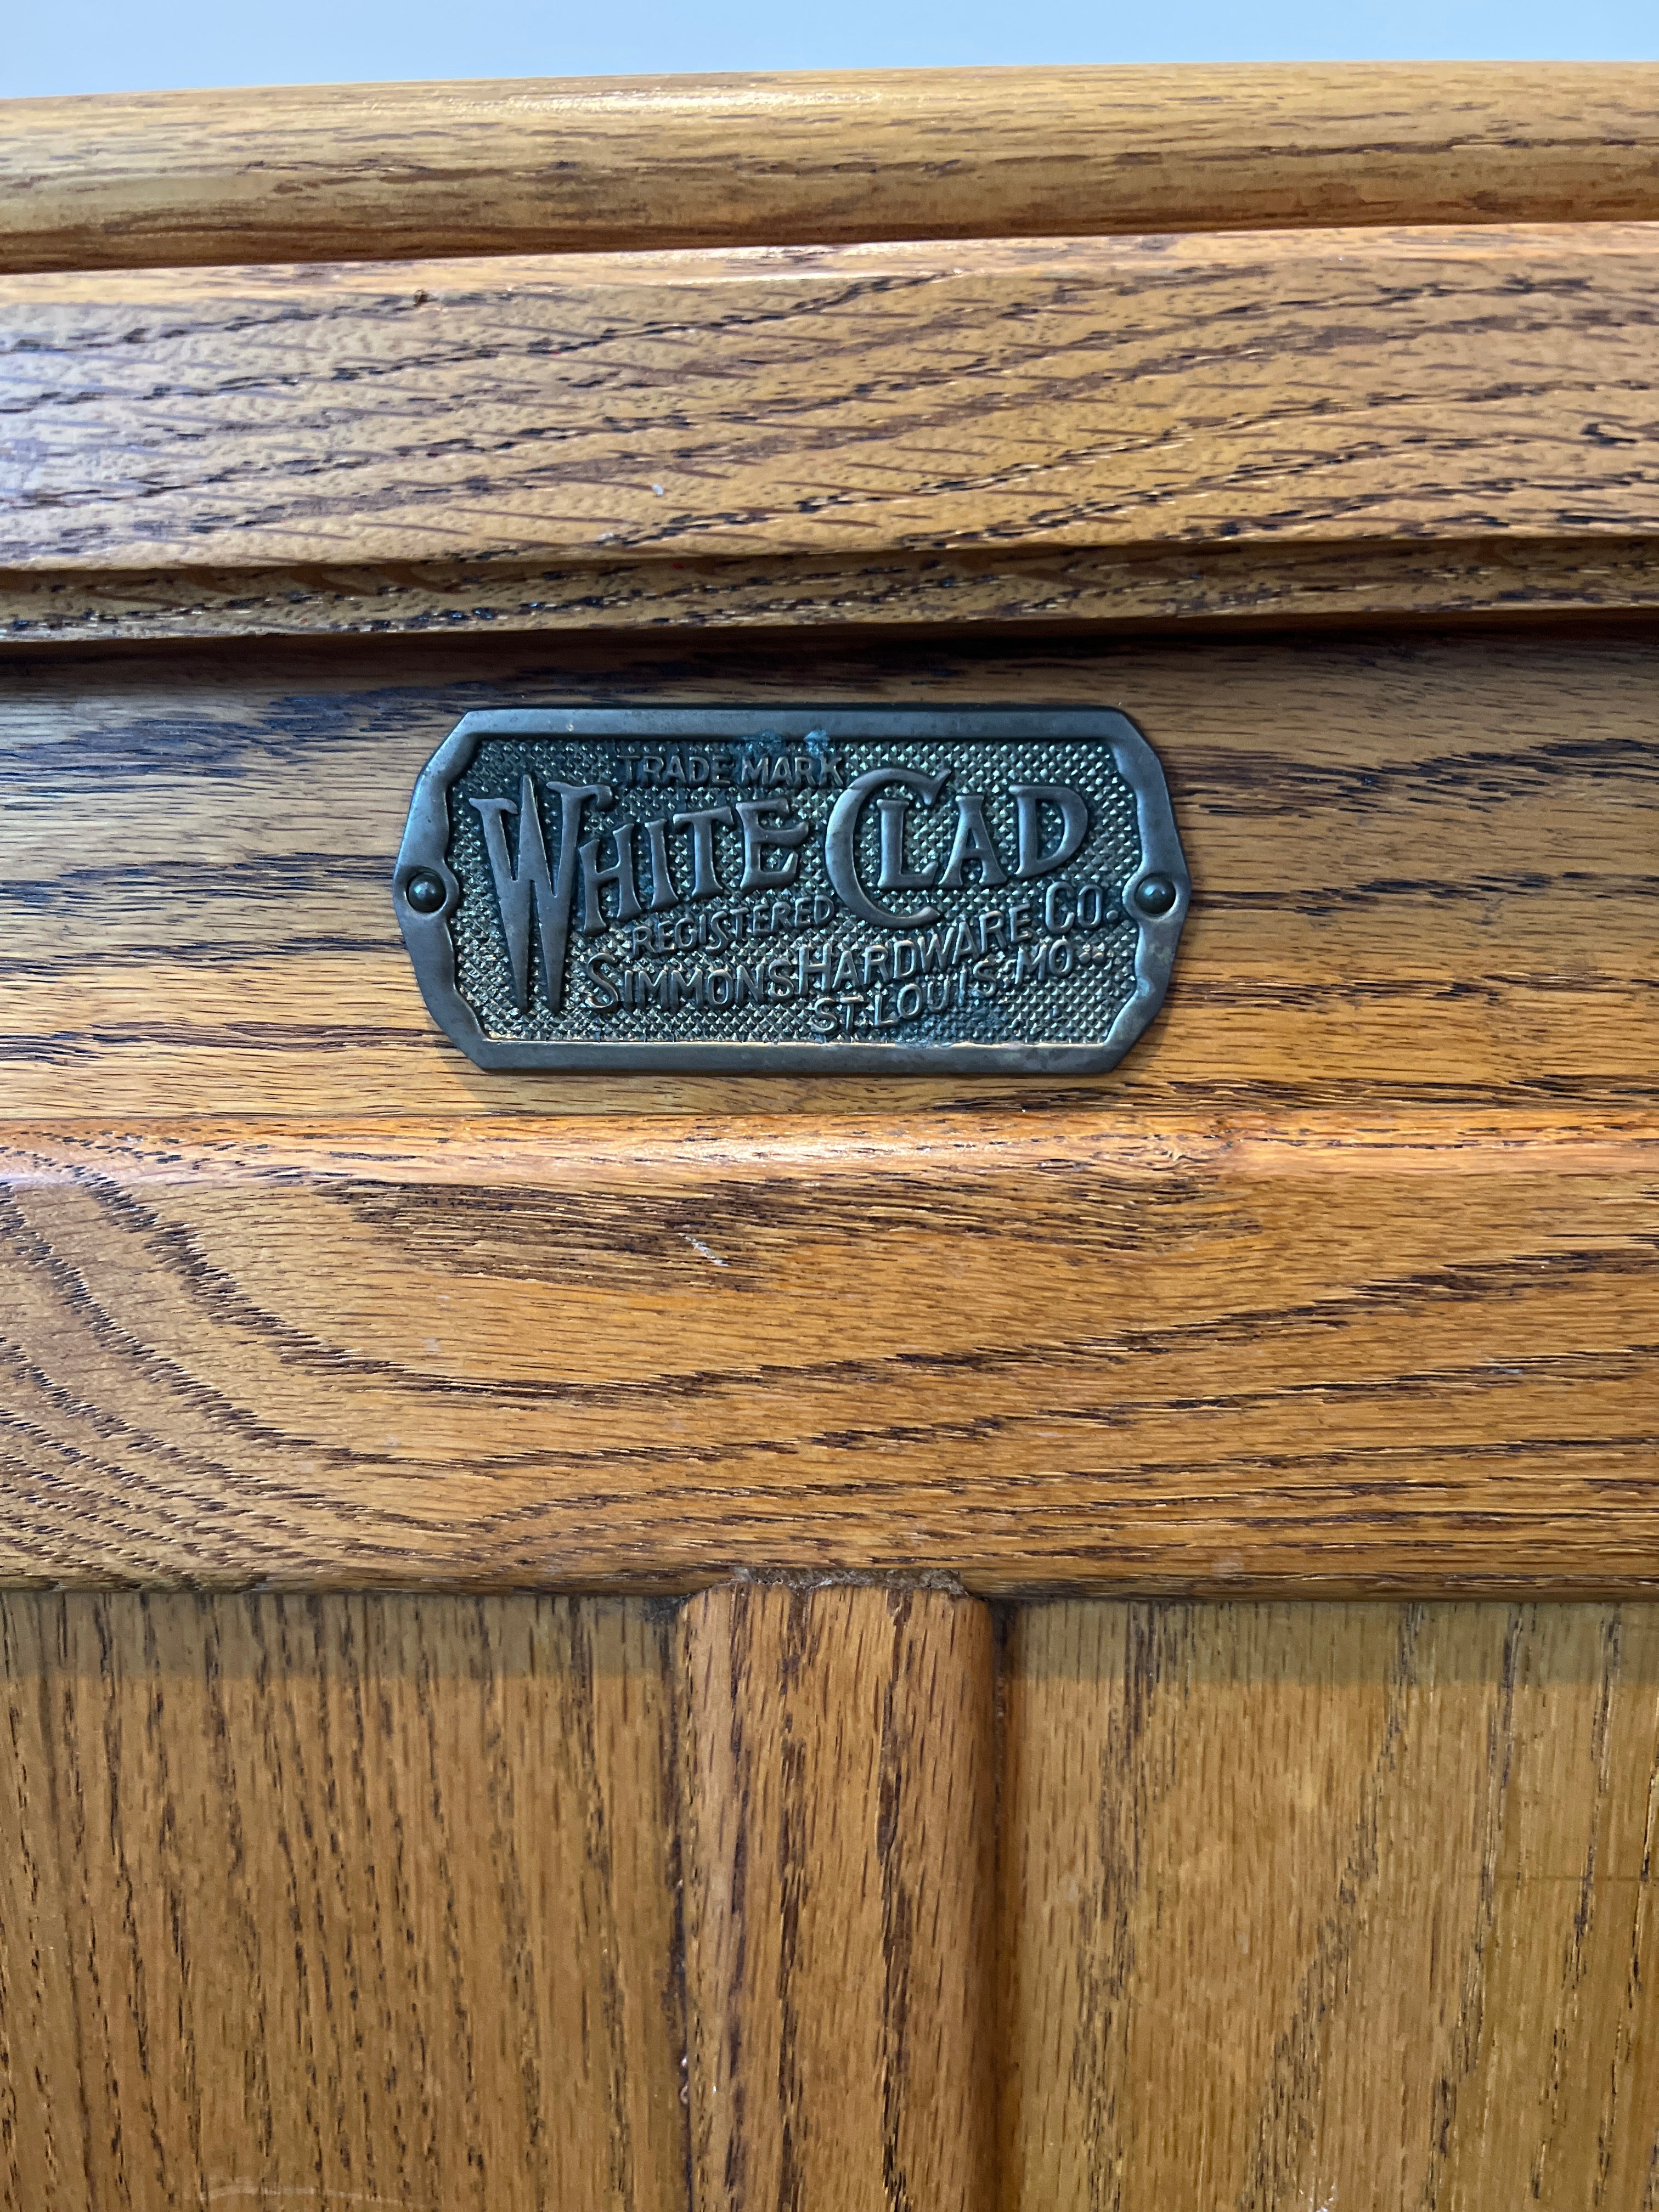 TRADE MARK
WHITE CLAD
REGISTERED
SIMMONS HARDWARE CO.
ST. LOUIS. MO